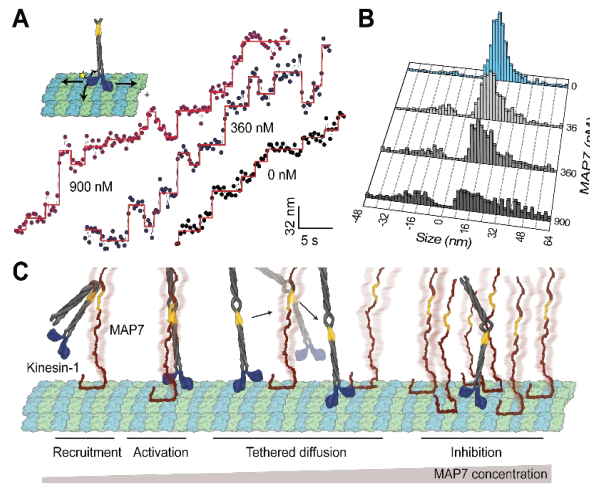 A
900 nM
360 nM
0 nM
32 nm
5 s
B
0
36
360
900
MAP7 (nM)
-48
-32
-16
0
16
32
48
64
Size (nm)
C
MAP7
Kinesin-1
Recruitment
Activation
Tethered diffusion
Inhibition
MAP7 concentration